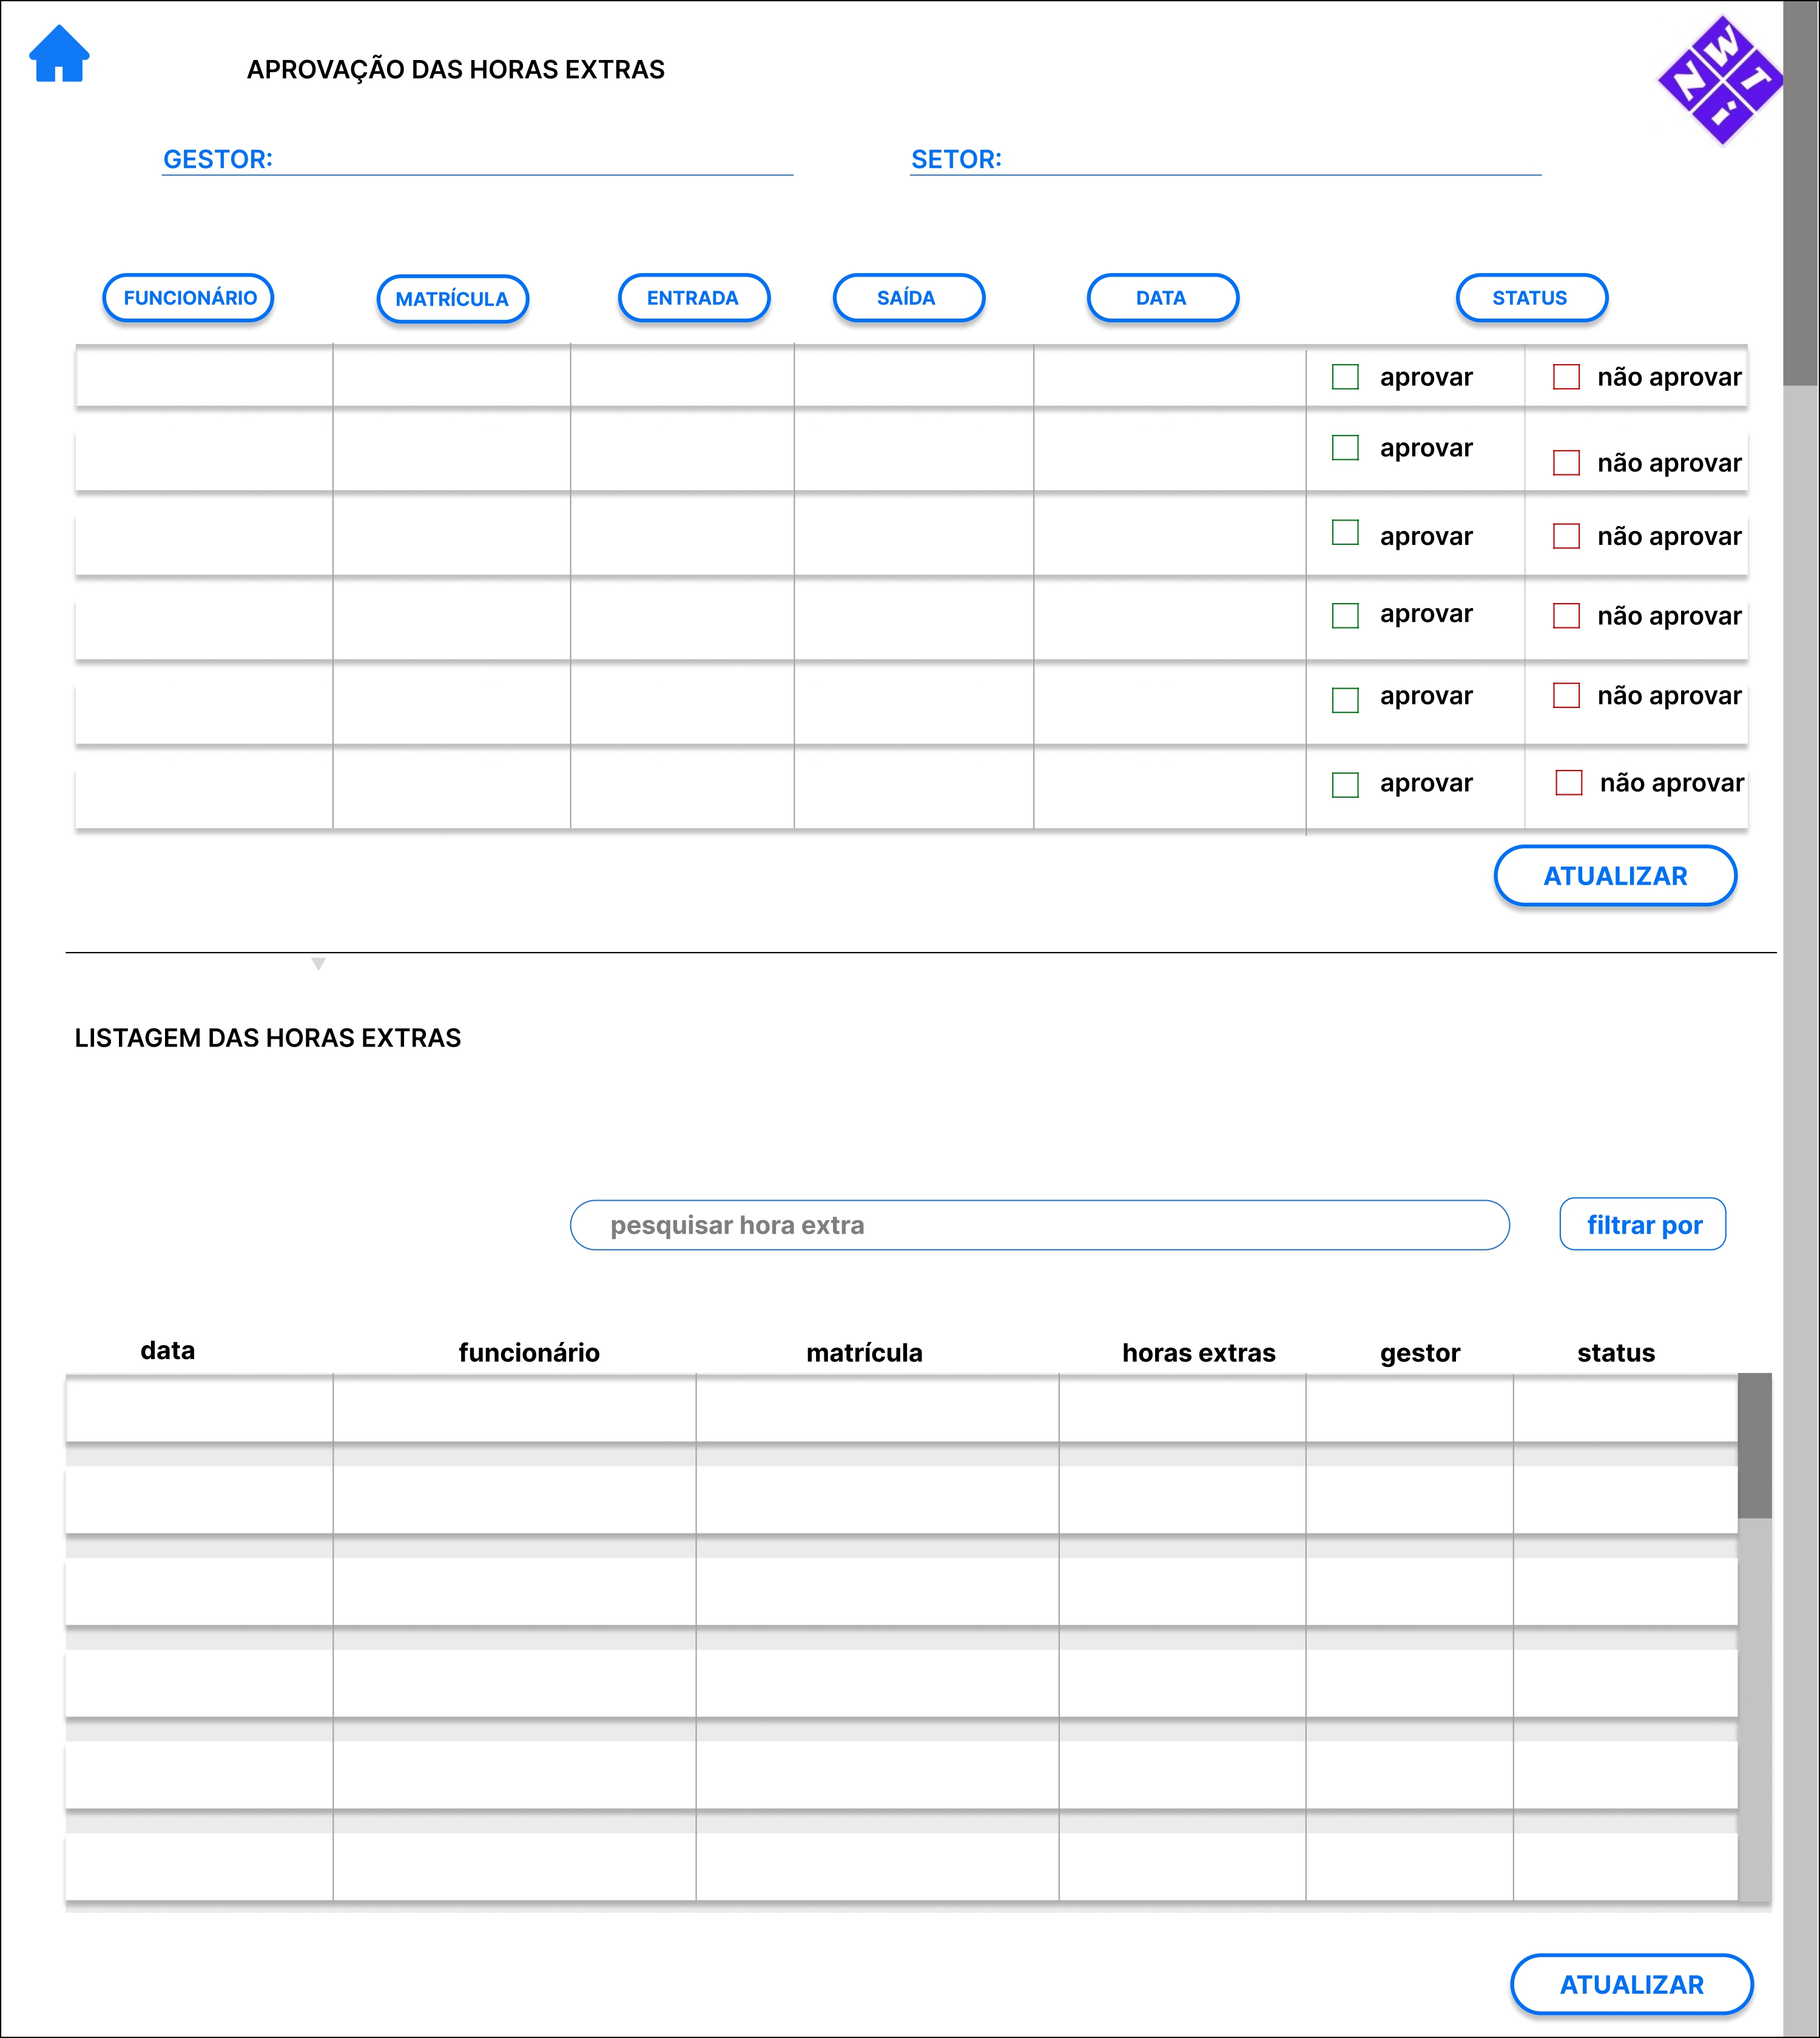 APROVAÇÃO DAS HORAS EXTRAS
NWTi
GESTOR: SETOR:
FUNCIONÁRIO MATRÍCULA ENTRADA SAÍDA DATA STATUS
aprovar não aprovar
aprovar não aprovar
aprovar não aprovar
aprovar não aprovar
aprovar não aprovar
aprovar não aprovar
ATUALIZAR
LISTAGEM DAS HORAS EXTRAS
pesquisar hora extra filtrar por
data funcionário matrícula horas extras gestor status
ATUALIZAR